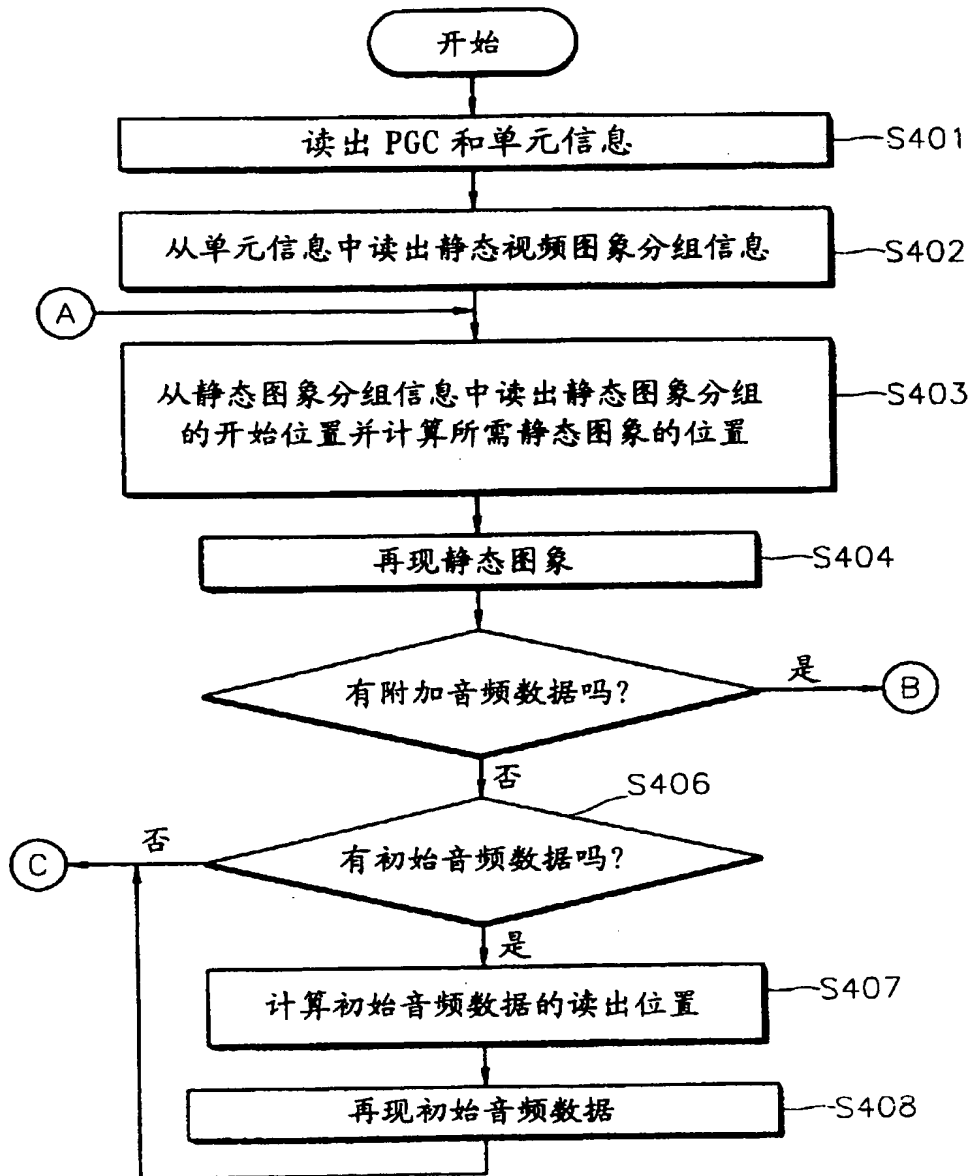 开始
读出 PGC 和单元信息
S401
从单元信息中读出静态视频图象分组信息
S402
A
从静态图象分组信息中读出静态图象分组
的开始位置并计算所需静态图象的位置
S403
再现静态图象
S404
有附加音频数据吗?
是
B
否
S406
有初始音频数据吗?
否
C
是
计算初始音频数据的读出位置
S407
再现初始音频数据
S408